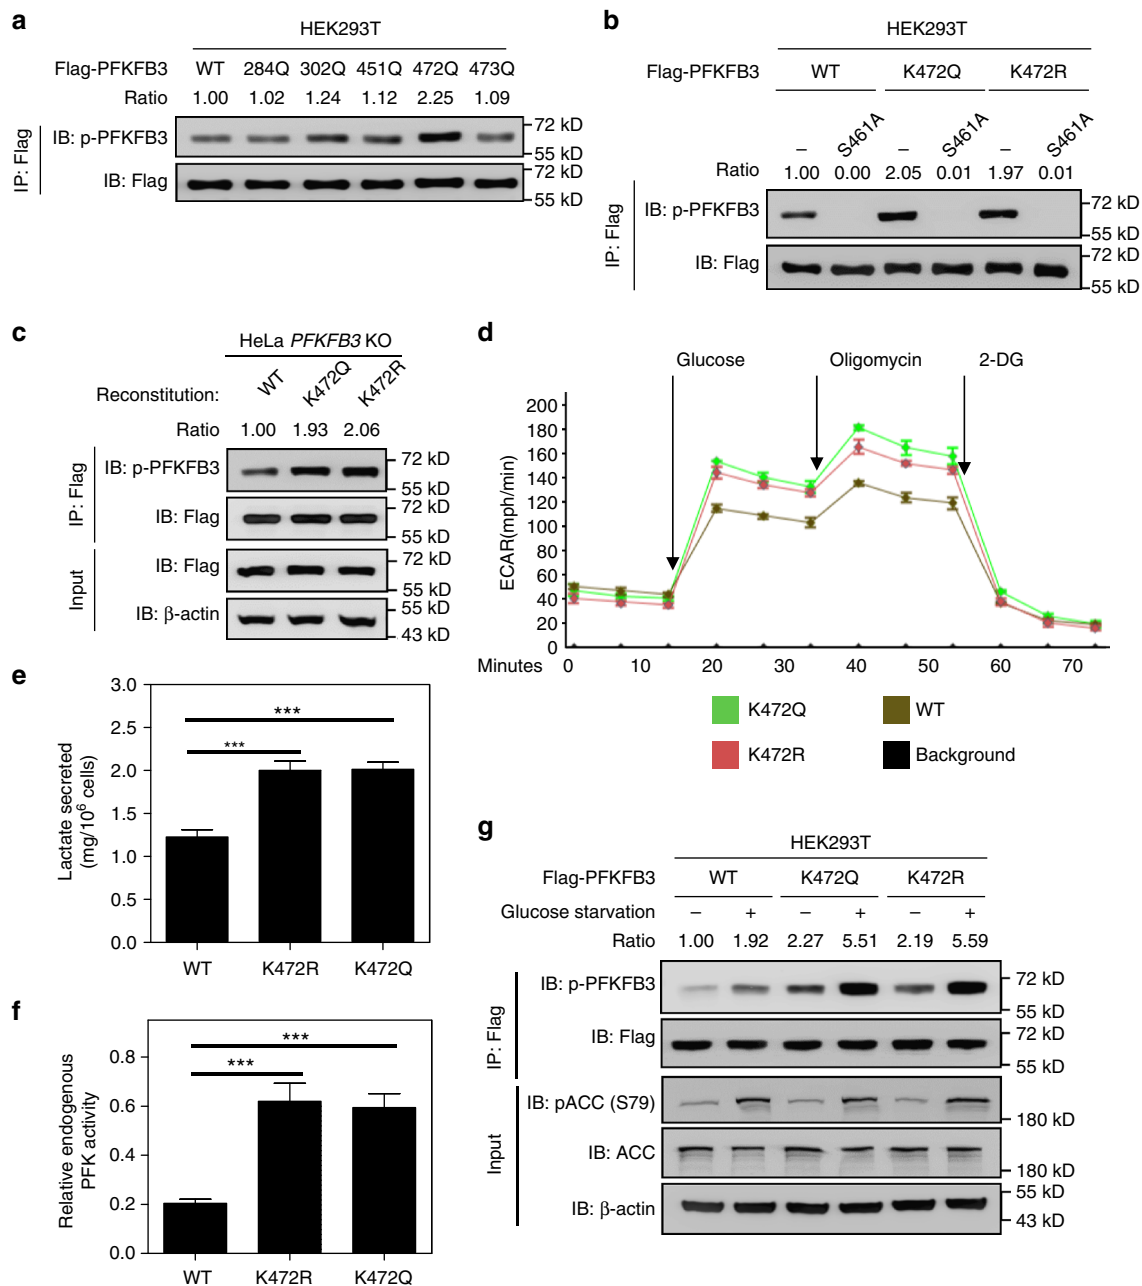 a
HEK293T
Flag-PFKFB3 WT 284Q 302Q 451Q 472Q 473Q
Ratio 1.00 1.02 1.24 1.12 2.25 1.09
IP: Flag
IB: p-PFKFB3
72 kD
55 kD
IB: Flag
72 kD
55 kD
b
HEK293T
Flag-PFKFB3 WT K472Q K472R
– S461A – S461A – S461A
Ratio 1.00 0.00 2.05 0.01 1.97 0.01
IP: Flag
IB: p-PFKFB3
72 kD
55 kD
IB: Flag
72 kD
55 kD
c
HeLa PFKFB3 KO
Reconstitution: WT K472Q K472R
Ratio 1.00 1.93 2.06
IP: Flag
IB: p-PFKFB3
72 kD
55 kD
IB: Flag
72 kD
55 kD
Input
IB: Flag
72 kD
55 kD
IB: β-actin
55 kD
43 kD
d
Glucose Oligomycin 2-DG
ECAR(mph/min)
200
180
160
140
120
100
80
60
40
20
0
Minutes 0 10 20 30 40 50 60 70
K472Q WT
K472R Background
e
Lactate secreted
(mg/10⁶ cells)
3.0
2.5
2.0
1.5
1.0
0.5
0.0
***
***
WT K472R K472Q
f
Relative endogenous
PFK activity
0.8
0.6
0.4
0.2
0.0
***
***
WT K472R K472Q
g
HEK293T
Flag-PFKFB3 WT K472Q K472R
Glucose starvation – + – + – +
Ratio 1.00 1.92 2.27 5.51 2.19 5.59
IP: Flag
IB: p-PFKFB3
72 kD
55 kD
IB: Flag
72 kD
55 kD
Input
IB: pACC (S79)
180 kD
IB: ACC
180 kD
IB: β-actin
55 kD
43 kD